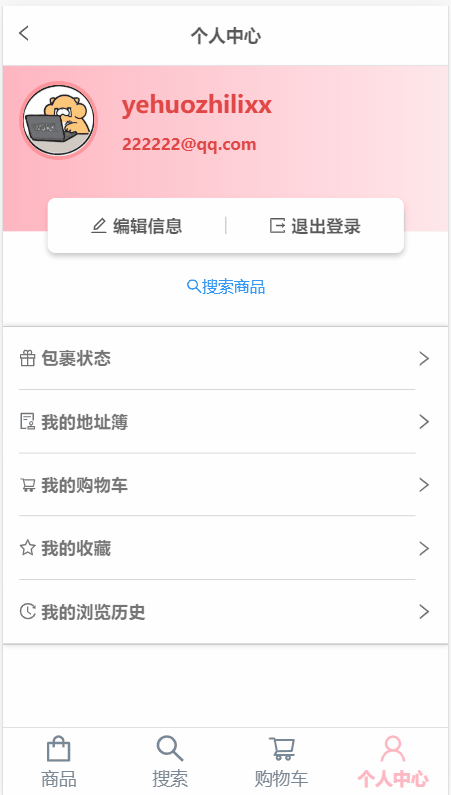 个人中心
yehuozhilixx
222222@qq.com
编辑信息
退出登录
搜索商品
包裹状态
我的地址簿
我的购物车
我的收藏
我的浏览历史
商品
搜索
购物车
个人中心